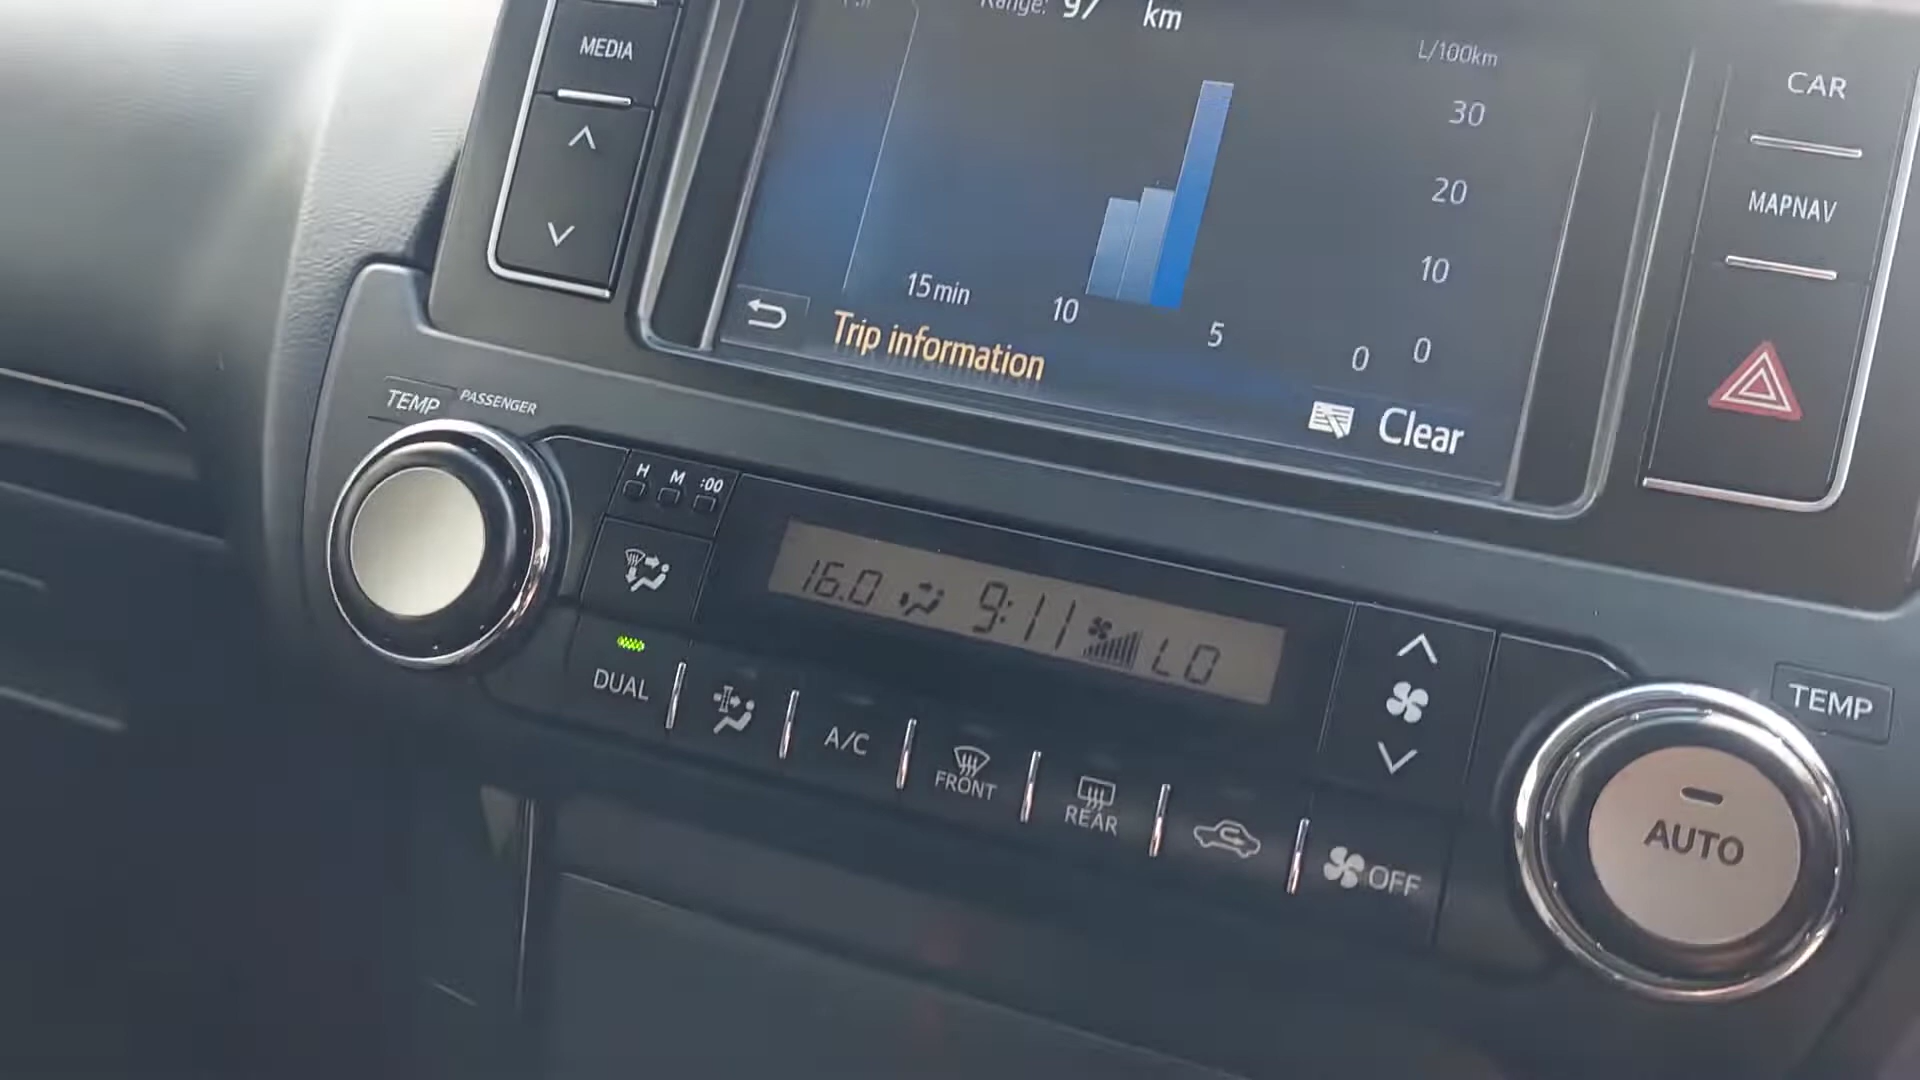 Range: 97 km
MEDIA
L/100km
CAR
30
20
MAPNAV
10
15 min
10
5
0
0
Trip information
Clear
TEMP PASSENGER
H M :00
16.0 9:11 LO
TEMP
DUAL
A/C
FRONT
REAR
OFF
AUTO